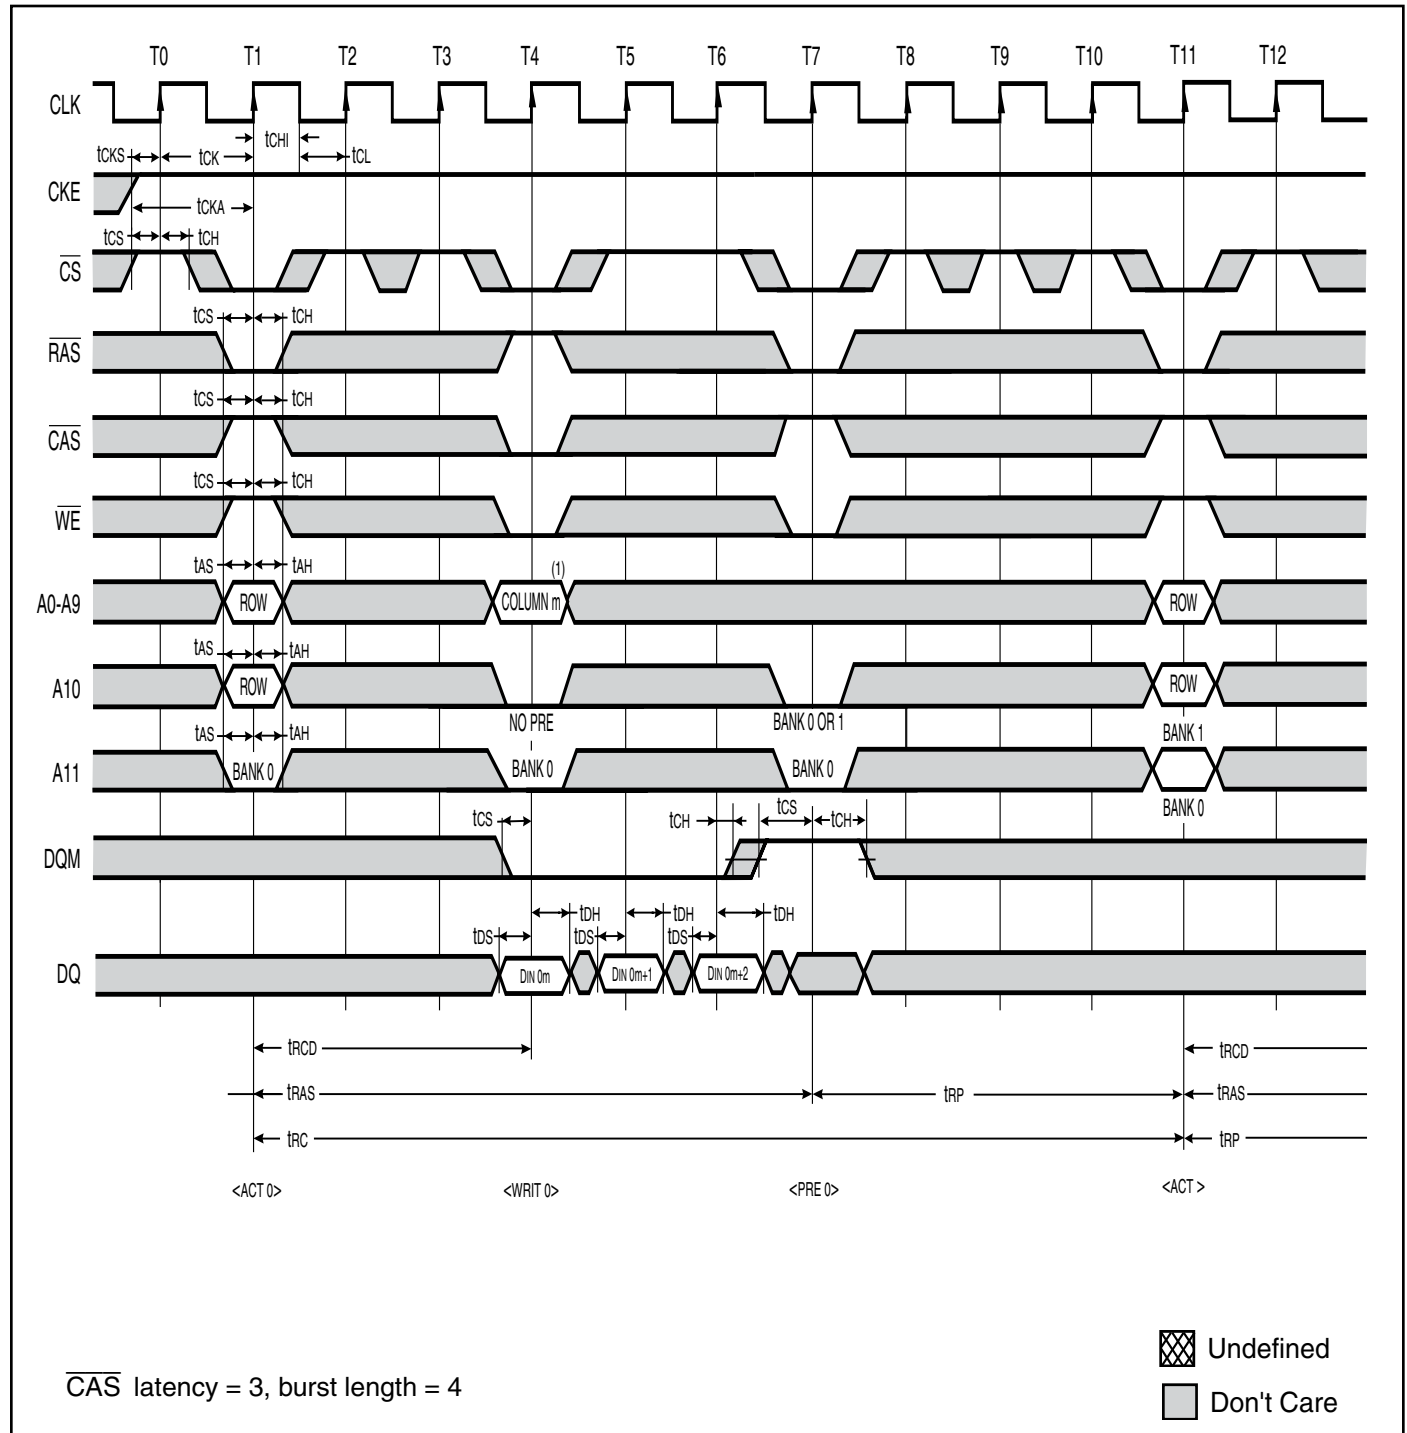 T0 T1 T2 T3 T4 T5 T6 T7 T8 T9 T10 T11 T12
CLK
tCHI
tCKS tCK tCL
CKE
tCKA
tCS tCH
CS
tCS tCH
RAS
tCS tCH
CAS
tCS tCH
WE
tAS tAH (1)
A0-A9 ROW COLUMN m ROW
tAS tAH
A10 ROW ROW
NO PRE BANK 0 OR 1
tAS tAH BANK 1
A11 BANK 0 BANK 0 BANK 0
BANK 0
tCS tCH tCS tCH
DQM
tDH tDH tDH
tDS tDS tDS
DQ DIN 0m DIN 0m+1 DIN 0m+2
tRCD tRCD
tRAS tRP tRAS
tRC tRP
<ACT 0> <WRIT 0> <PRE 0> <ACT >
Undefined
CAS latency = 3, burst length = 4
Don't Care